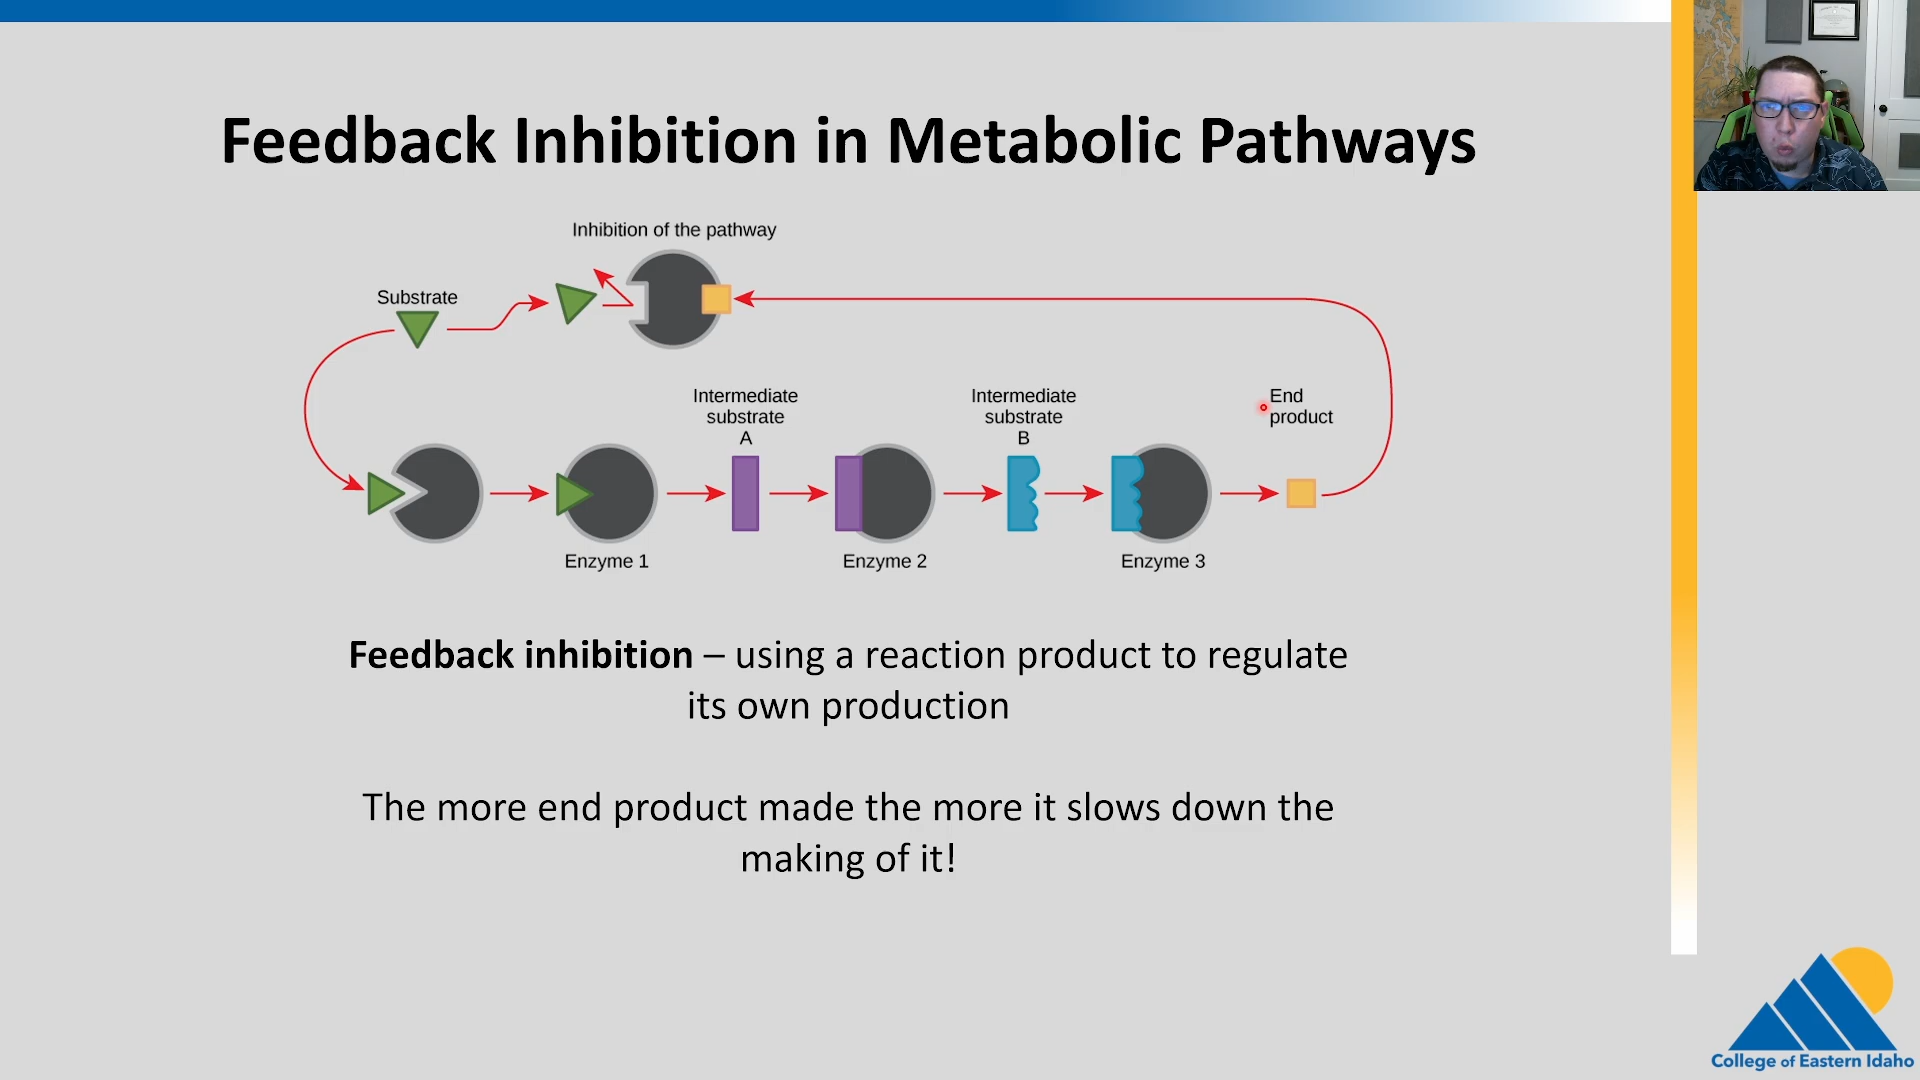 Feedback Inhibition in Metabolic Pathways
Inhibition of the pathway
Substrate
Intermediate
substrate
A
Intermediate
substrate
B
End
product
Enzyme 1
Enzyme 2
Enzyme 3
Feedback inhibition – using a reaction product to regulate
its own production
The more end product made the more it slows down the
making of it!
College of Eastern Idaho